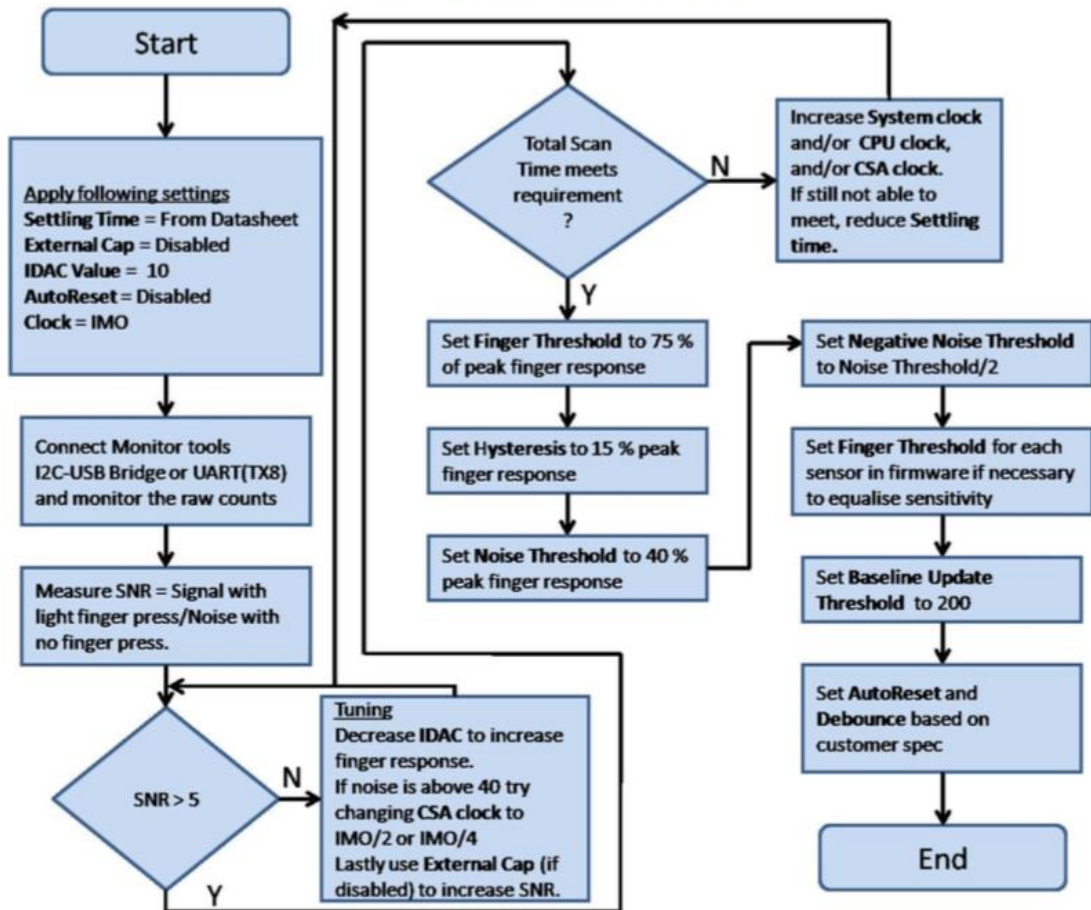 Start
Apply following settings
Settling Time = From Datasheet
External Cap = Disabled
IDAC Value = 10
AutoReset = Disabled
Clock = IMO
Connect Monitor tools
I2C-USB Bridge or UART(TX8)
and monitor the raw counts
Measure SNR = Signal with
light finger press/Noise with
no finger press.
SNR > 5
N
Y
Tuning
Decrease IDAC to increase
finger response.
If noise is above 40 try
changing CSA clock to
IMO/2 or IMO/4
Lastly use External Cap (if
disabled) to increase SNR.
Total Scan
Time meets
requirement
?
N
Y
Increase System clock
and/or CPU clock,
and/or CSA clock.
If still not able to
meet, reduce Settling
time.
Set Finger Threshold to 75 %
of peak finger response
Set Hysteresis to 15 % peak
finger response
Set Noise Threshold to 40 %
peak finger response
Set Negative Noise Threshold
to Noise Threshold/2
Set Finger Threshold for each
sensor in firmware if necessary
to equalise sensitivity
Set Baseline Update
Threshold to 200
Set AutoReset and
Debounce based on
customer spec
End